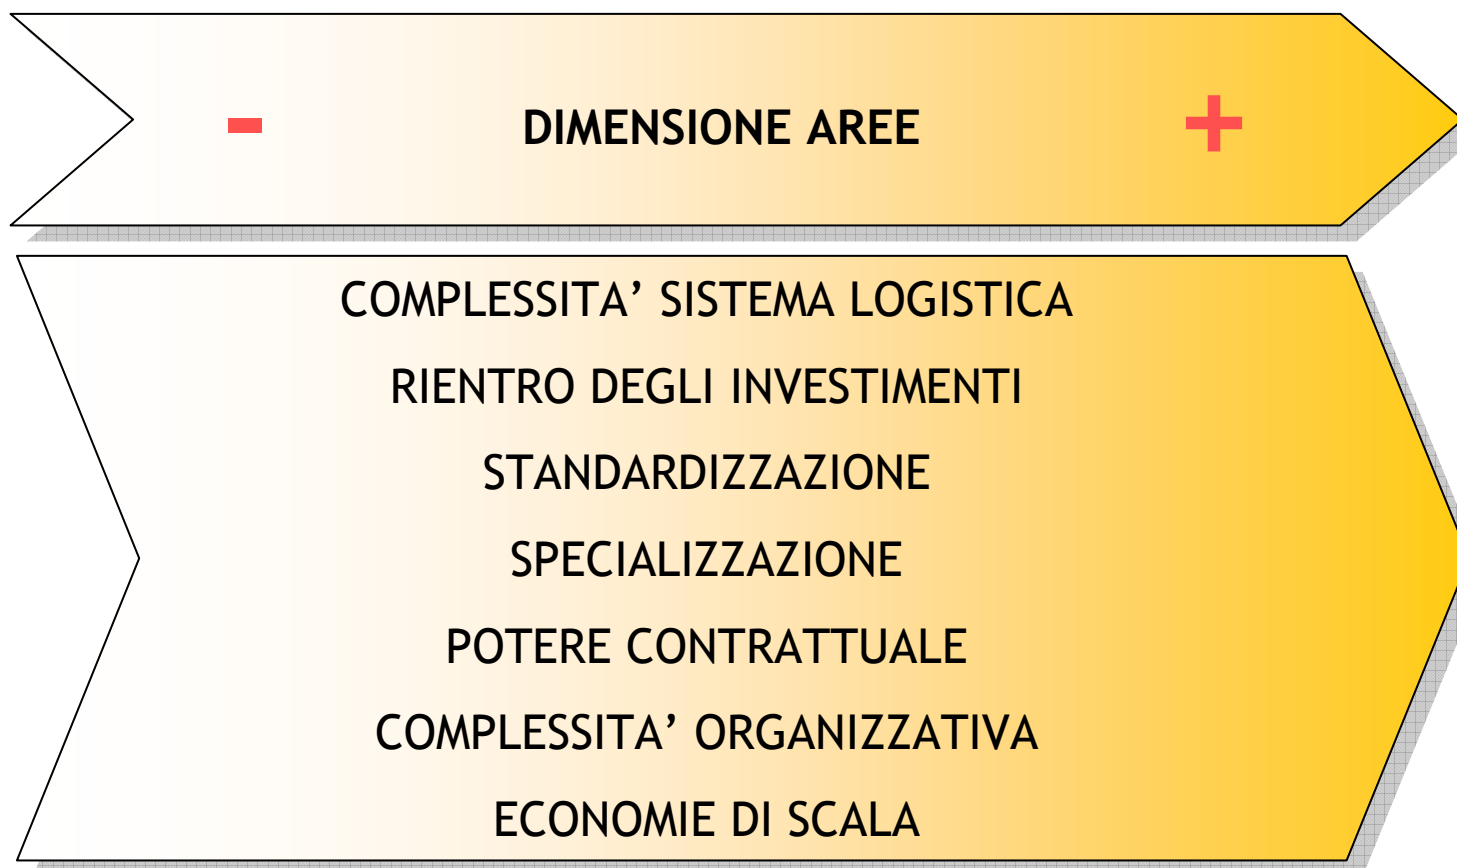 - DIMENSIONE AREE +
COMPLESSITA’ SISTEMA LOGISTICA
RIENTRO DEGLI INVESTIMENTI
STANDARDIZZAZIONE
SPECIALIZZAZIONE
POTERE CONTRATTUALE
COMPLESSITA’ ORGANIZZATIVA
ECONOMIE DI SCALA